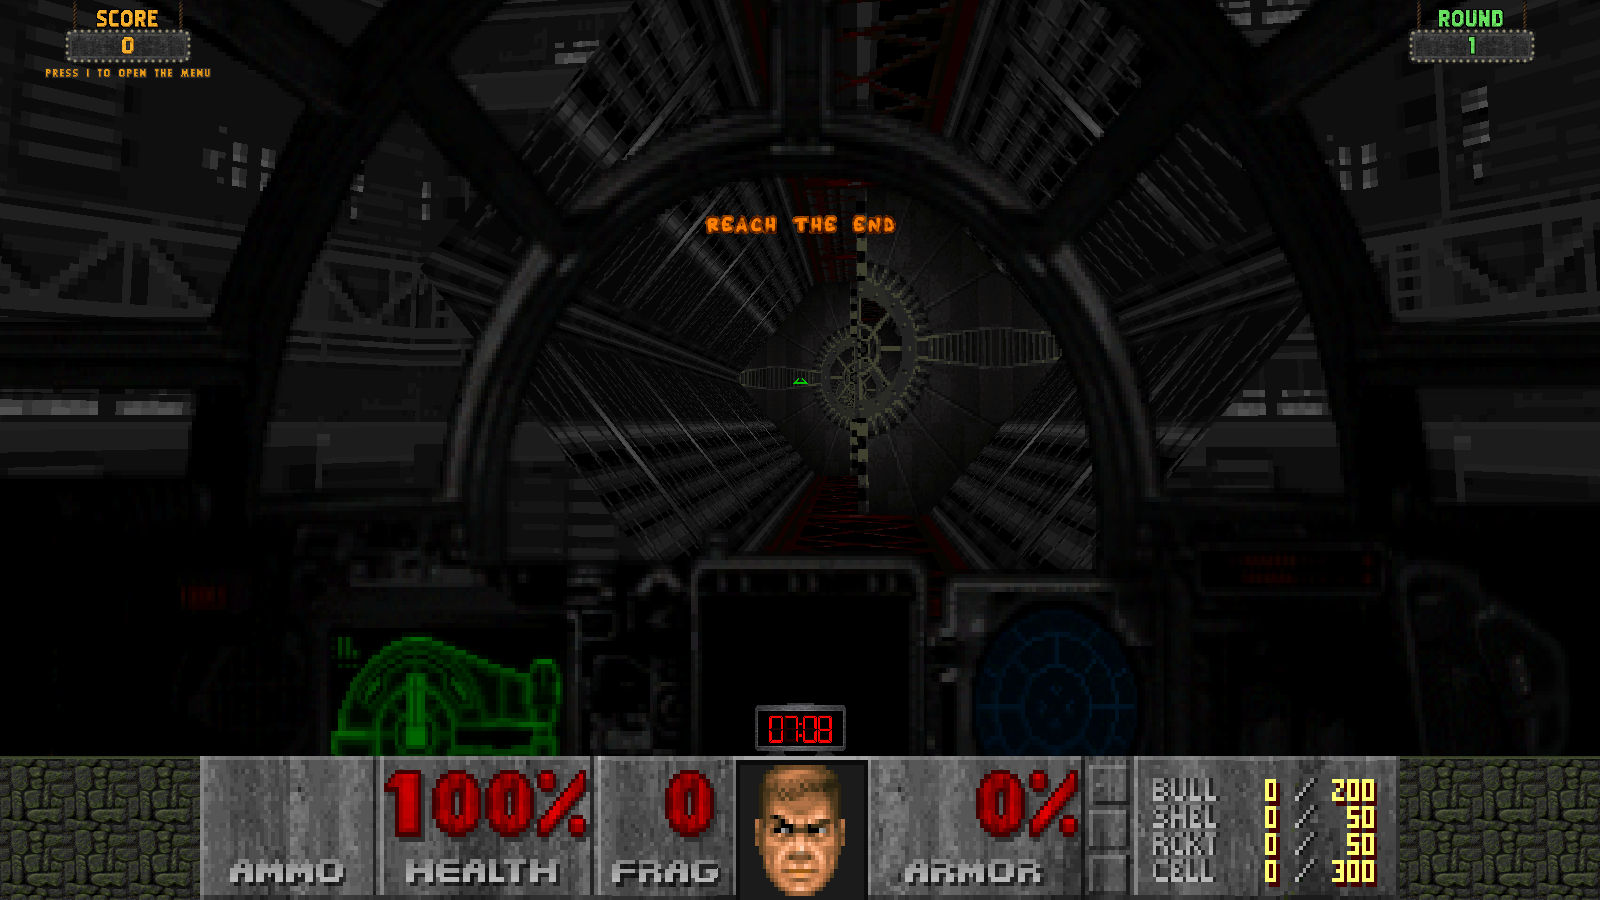 SCORE
0
PRESS I TO OPEN THE MENU
ROUND
1
REACH THE END
07:08
100%
0
0%
AMMO
HEALTH
FRAG
ARMOR
BULL 0 / 200
SHEL 0 / 50
RCKT 0 / 50
CELL 0 / 300